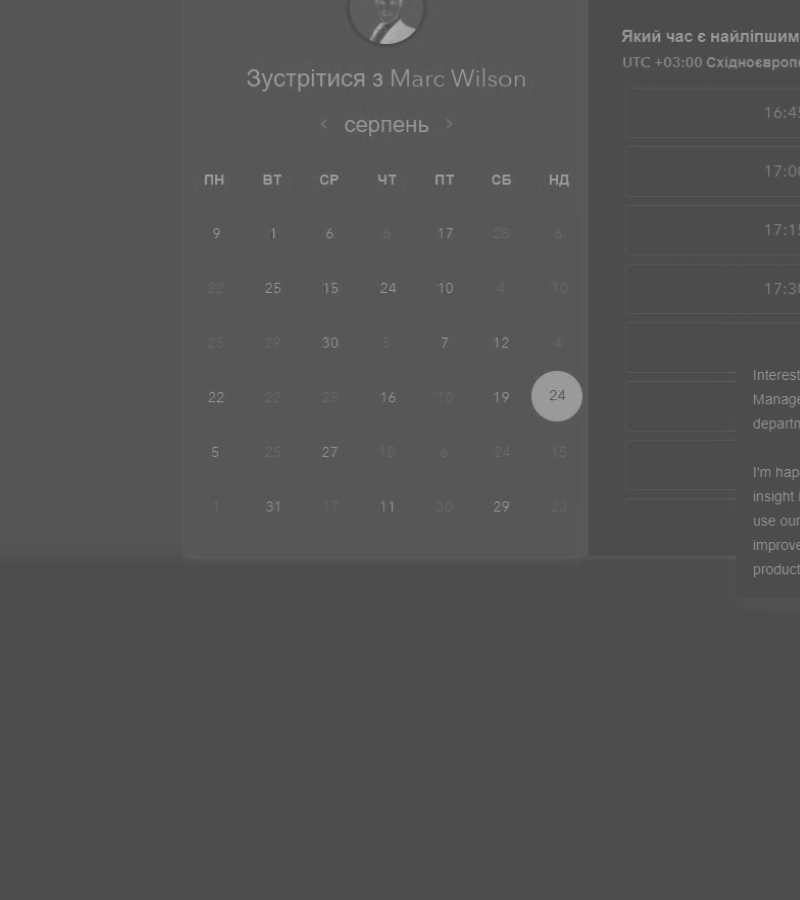 Зустрітися з Marc Wilson
серпень
ПН ВТ СР ЧТ ПТ СБ НД
9 1 6 6 17 28 6
22 25 15 24 10 4 10
25 29 30 5 7 12 4
22 22 25 16 10 19 24
5 25 27 18 6 24 15
1 31 17 11 30 29 23
Який час є найліпшим
UTC +03:00 Східноєвропе
16:45
17:00
17:15
17:30
Interest
Manage
departm
I'm hap
insight
use our
improve
product